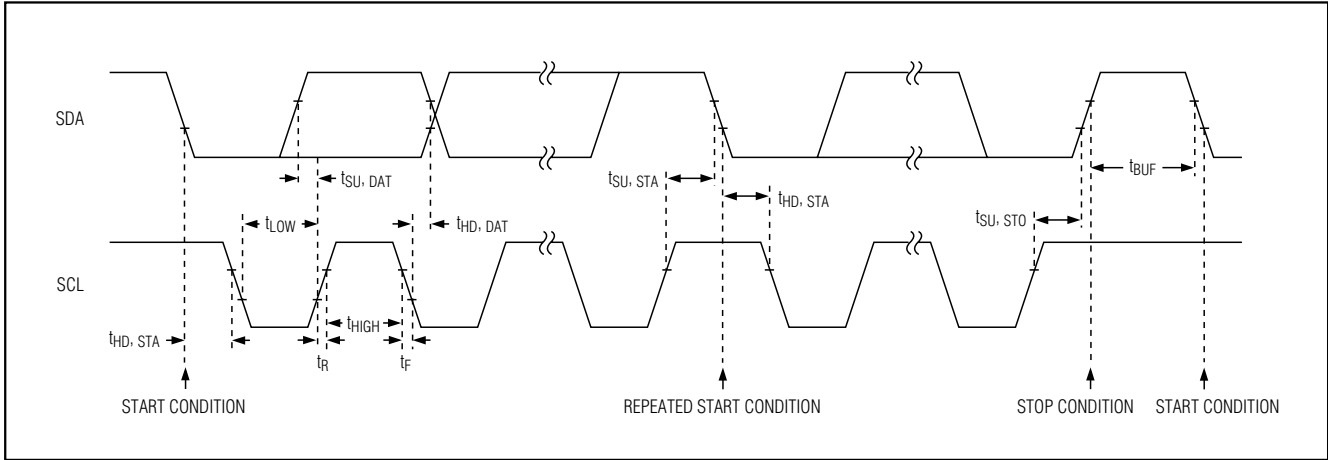 SDA
tSU, DAT
tSU, STA
tBUF
tLOW
tHD, DAT
tHD, STA
tSU, STO
SCL
tHD, STA
tHIGH
tR
tF
START CONDITION
REPEATED START CONDITION
STOP CONDITION
START CONDITION